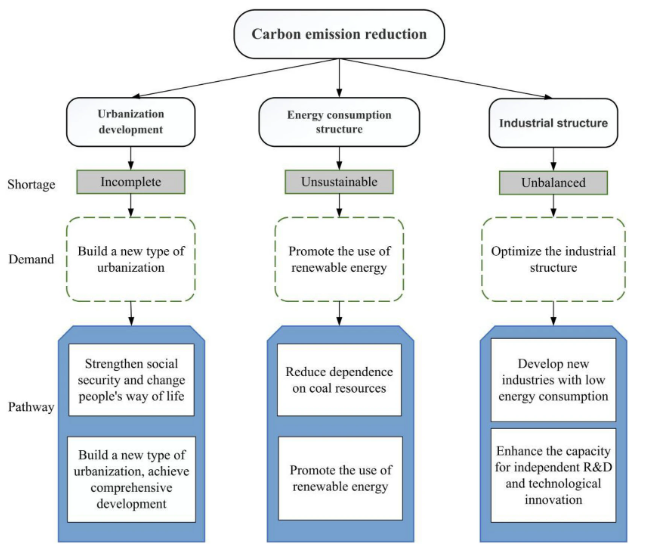 Carbon emission reduction
Urbanization
development
Energy consumption
structure
Industrial structure
Shortage
Incomplete
Unsustainable
Unbalanced
Demand
Build a new type of
urbanization
Promote the use of
renewable energy
Optimize the industrial
structure
Pathway
Strengthen social
security and change
people's way of life
Reduce dependence
on coal resources
Develop new
industries with low
energy consumption
Build a new type of
urbanization, achieve
comprehensive
development
Promote the use of
renewable energy
Enhance the capacity
for independent R&D
and technological
innovation